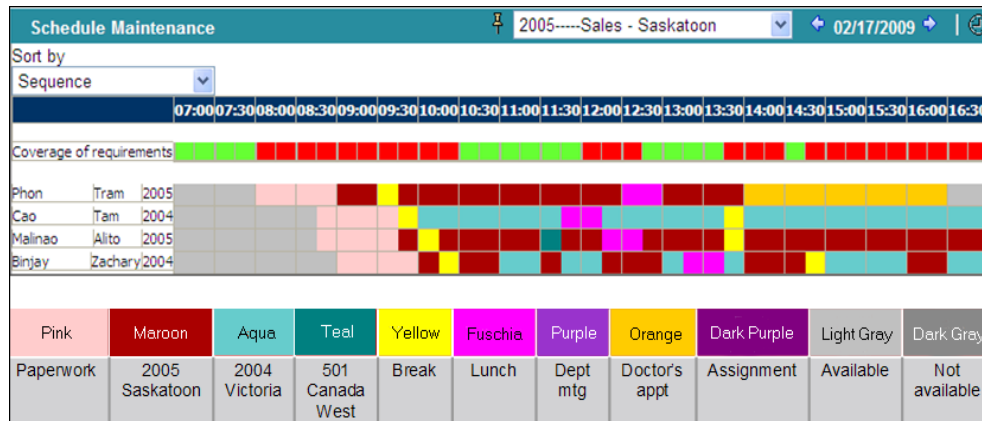 Schedule Maintenance
2005-----Sales - Saskatoon
02/17/2009
Sort by
Sequence
07:00 07:30 08:00 08:30 09:00 09:30 10:00 10:30 11:00 11:30 12:00 12:30 13:00 13:30 14:00 14:30 15:00 15:30 16:00 16:30
Coverage of requirements
Phon Tram 2005
Cao Tam 2004
Malinao Alito 2005
Binjay Zachary 2004
Pink Maroon Aqua Teal Yellow Fuschia Purple Orange Dark Purple Light Gray Dark Gray
Paperwork 2005 Saskatoon 2004 Victoria 501 Canada West Break Lunch Dept mtg Doctor's appt Assignment Available Not available